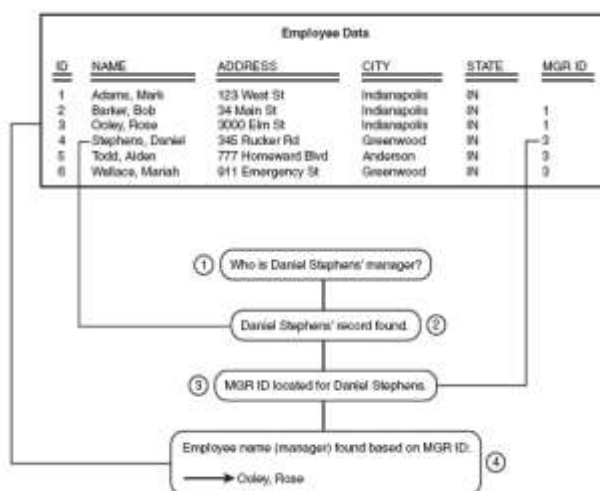 Employee Data
ID NAME ADDRESS CITY STATE MGR ID
1 Adams, Mark 123 West St Indianapolis IN
2 Barker, Bob 34 Main St Indianapolis IN 1
3 Ooley, Rose 3000 Elm St Indianapolis IN 1
4 Stephens, Daniel 345 Rucker Rd Greenwood IN 3
5 Todd, Aiden 777 Homeward Blvd Anderson IN 3
6 Wallace, Mariah 911 Emergency St Greenwood IN 3
1 Who is Daniel Stephens' manager?
Daniel Stephens' record found. 2
3 MGR ID located for Daniel Stephens.
Employee name (manager) found based on MGR ID: 4
Ooley, Rose